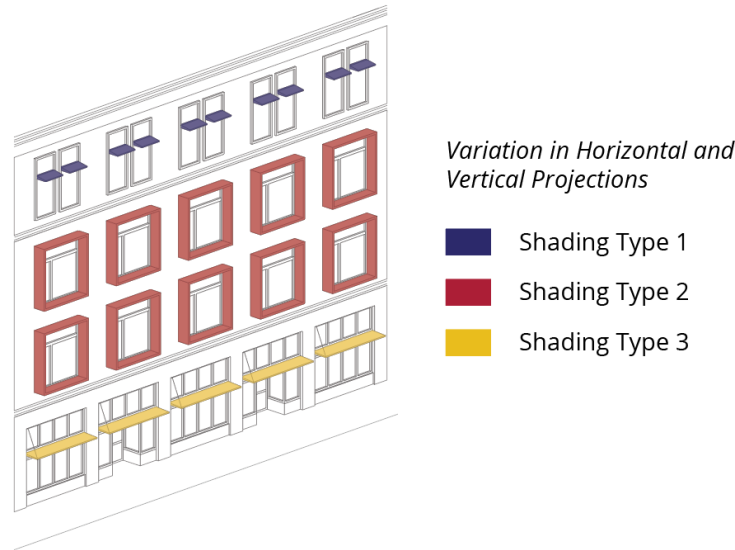 Variation in Horizontal and
Vertical Projections
Shading Type 1
Shading Type 2
Shading Type 3